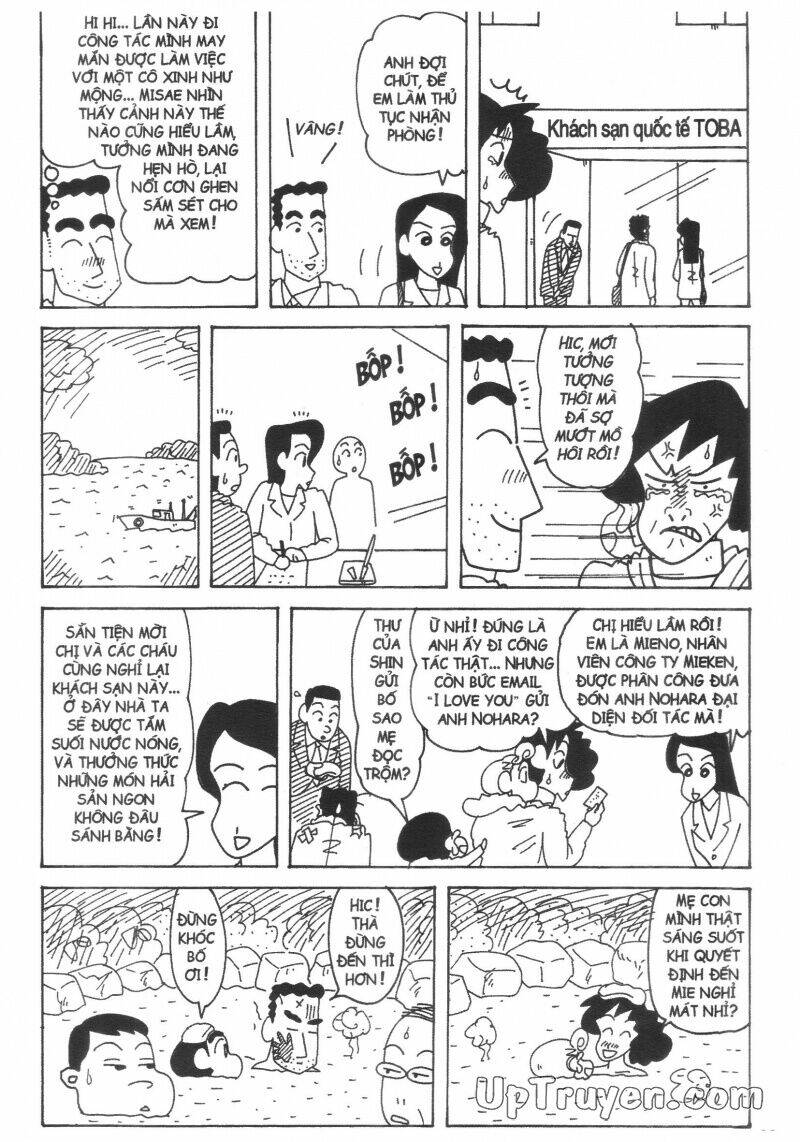 HI HI... LẦN NÀY ĐI
CÔNG TÁC MÌNH MAY
MẮN ĐƯỢC LÀM VIỆC
VỚI MỘT CÔ XINH NHƯ
MỘNG... MISAE NHÌN
THẤY CẢNH NÀY THẾ
NÀO CŨNG HIỂU LẦM,
TƯỞNG MÌNH ĐANG
HẸN HÒ, LẠI
NỔI CƠN GHEN
SẤM SÉT CHO
MÀ XEM!
VÂNG!
ANH ĐỢI
CHÚT, ĐỂ
EM LÀM THỦ
TỤC NHẬN
PHÒNG!
Khách sạn quốc tế TOBA
BỐP!
BỐP!
BỐP!
HIC, MỚI
TƯỞNG
TƯỢNG
THÔI MÀ
ĐÃ SỢ
MƯỚT MỒ
HÔI RỒI!
SẴN TIỆN MỜI
CHỊ VÀ CÁC CHÁU
CÙNG NGHỈ LẠI
KHÁCH SẠN NÀY...
Ở ĐÂY NHÀ TA
SẼ ĐƯỢC TẮM
SUỐI NƯỚC NÓNG,
VÀ THƯỞNG THỨC
NHỮNG MÓN HẢI
SẢN NGON
KHÔNG ĐÂU
SÁNH BẰNG!
THƯ
CỦA
SHIN
GỬI
BỐ
SAO
MẸ
ĐỌC
TRỘM?
Ừ NHỈ! ĐÚNG LÀ
ANH ẤY ĐI CÔNG
TÁC THẬT... NHƯNG
CÒN BỨC EMAIL
"I LOVE YOU" GỬI
ANH NOHARA?
CHỊ HIỂU LẦM RỒI!
EM LÀ MIENO, NHÂN
VIÊN CÔNG TY MIEKEN,
ĐƯỢC PHÂN CÔNG ĐƯA
ĐÓN ANH NOHARA ĐẠI
DIỆN ĐỐI TÁC MÀ!
ĐỪNG
KHÓC
BỐ
ƠI!
HIC!
THÀ
ĐỪNG
ĐẾN THÌ
HƠN!
MẸ CON
MÌNH THẬT
SÁNG SUỐT
KHI QUYẾT
ĐỊNH ĐẾN
MIE NGHỈ
MÁT NHỈ?
UpTruyen.com